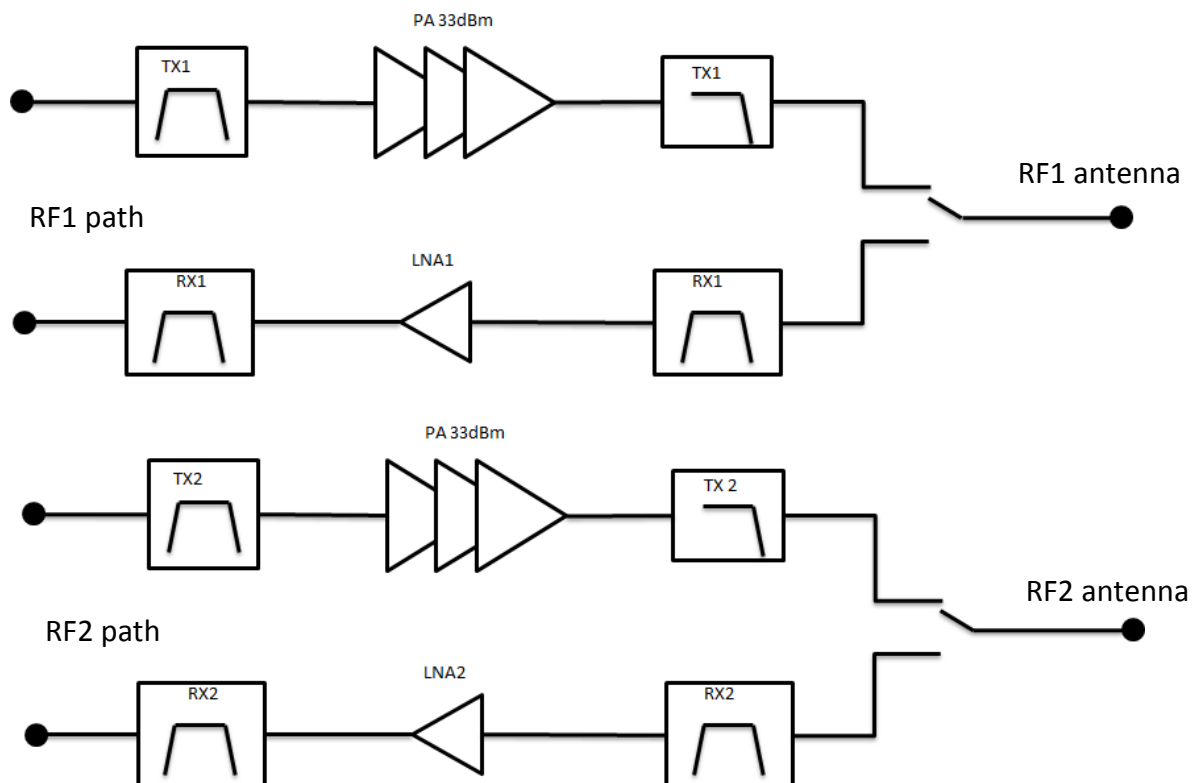 PA 33dBm
TX1
TX1
RF1 antenna
RF1 path
LNA1
RX1
RX1
PA 33dBm
TX2
TX 2
RF2 antenna
RF2 path
LNA2
RX2
RX2